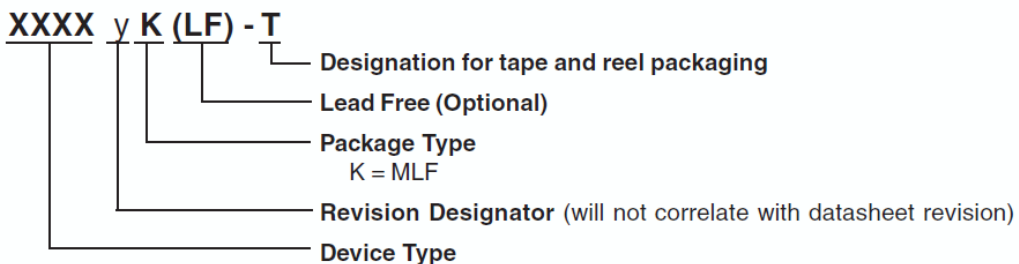 XXXX y K (LF) - T
Designation for tape and reel packaging
Lead Free (Optional)
Package Type
K = MLF
Revision Designator (will not correlate with datasheet revision)
Device Type